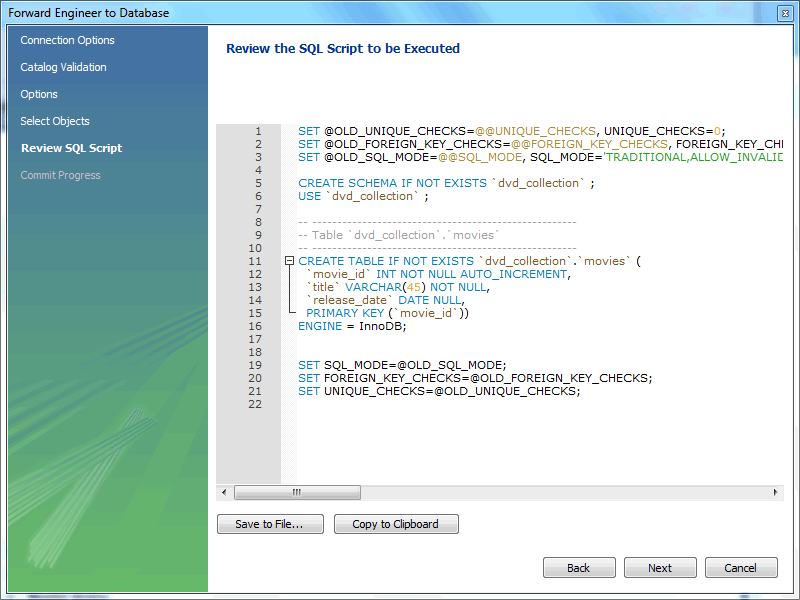 Forward Engineer to Database
Connection Options
Catalog Validation
Options
Select Objects
Review SQL Script
Commit Progress
Review the SQL Script to be Executed
1 SET @OLD_UNIQUE_CHECKS=@@UNIQUE_CHECKS, UNIQUE_CHECKS=0;
2 SET @OLD_FOREIGN_KEY_CHECKS=@@FOREIGN_KEY_CHECKS, FOREIGN_KEY_CHE
3 SET @OLD_SQL_MODE=@@SQL_MODE, SQL_MODE='TRADITIONAL,ALLOW_INVALID
4
5 CREATE SCHEMA IF NOT EXISTS `dvd_collection` ;
6 USE `dvd_collection` ;
7
8 -- -----------------------------------------------------
9 -- Table `dvd_collection`.`movies`
10 -- -----------------------------------------------------
11 CREATE TABLE IF NOT EXISTS `dvd_collection`.`movies` (
12 `movie_id` INT NOT NULL AUTO_INCREMENT,
13 `title` VARCHAR(45) NOT NULL,
14 `release_date` DATE NULL,
15 PRIMARY KEY (`movie_id`))
16 ENGINE = InnoDB;
17
18
19 SET SQL_MODE=@OLD_SQL_MODE;
20 SET FOREIGN_KEY_CHECKS=@OLD_FOREIGN_KEY_CHECKS;
21 SET UNIQUE_CHECKS=@OLD_UNIQUE_CHECKS;
22
Save to File... Copy to Clipboard
Back Next Cancel